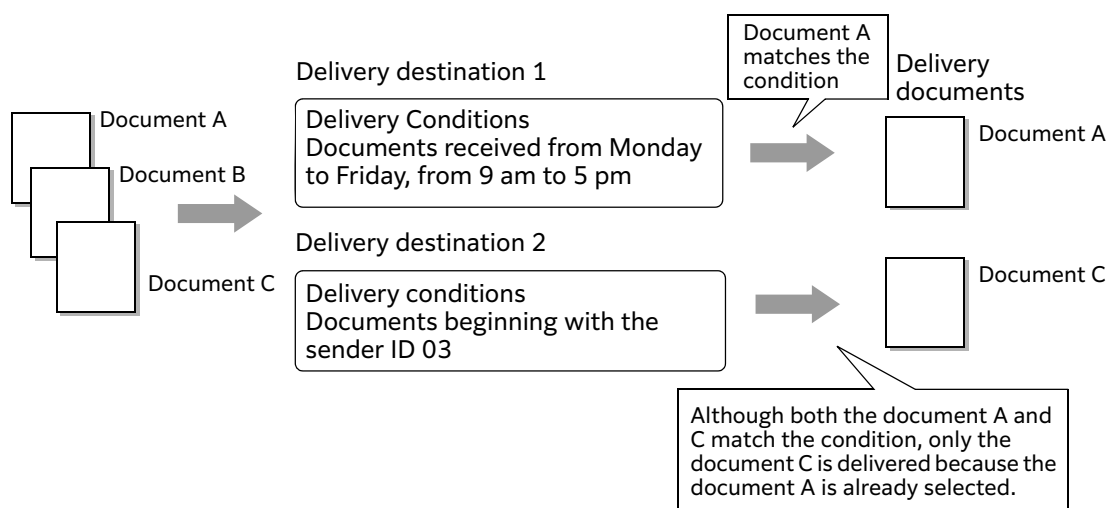 Document A
Document B
Document C
Delivery destination 1
Delivery Conditions
Documents received from Monday
to Friday, from 9 am to 5 pm
Delivery destination 2
Delivery conditions
Documents beginning with the
sender ID 03
Document A
matches the
condition
Delivery
documents
Document A
Document C
Although both the document A and
C match the condition, only the
document C is delivered because the
document A is already selected.